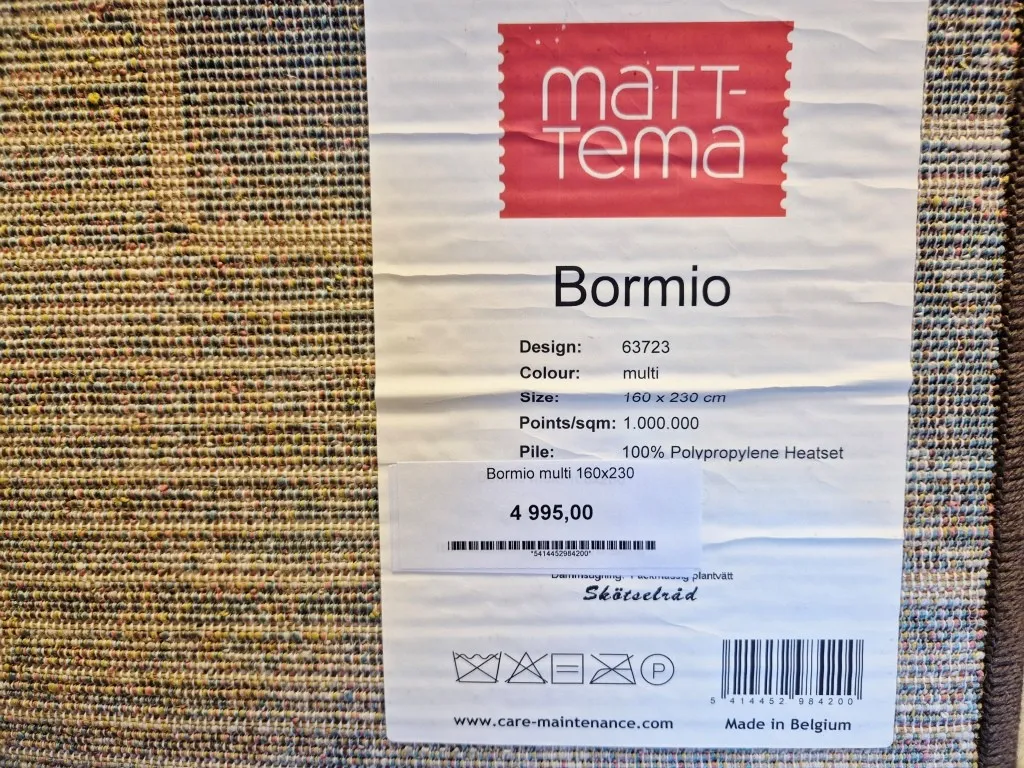 maTT-
Tema
Bormio
Design: 63723
Colour: multi
Size: 160 x 230 cm
Points/sqm: 1.000.000
Pile: 100% Polypropylene Heatset
Bormio multi 160x230
4 995,00
*5414452984200*
plantvätt
Skötselråd
P
5 414452 984200
www.care-maintenance.com
Made in Belgium